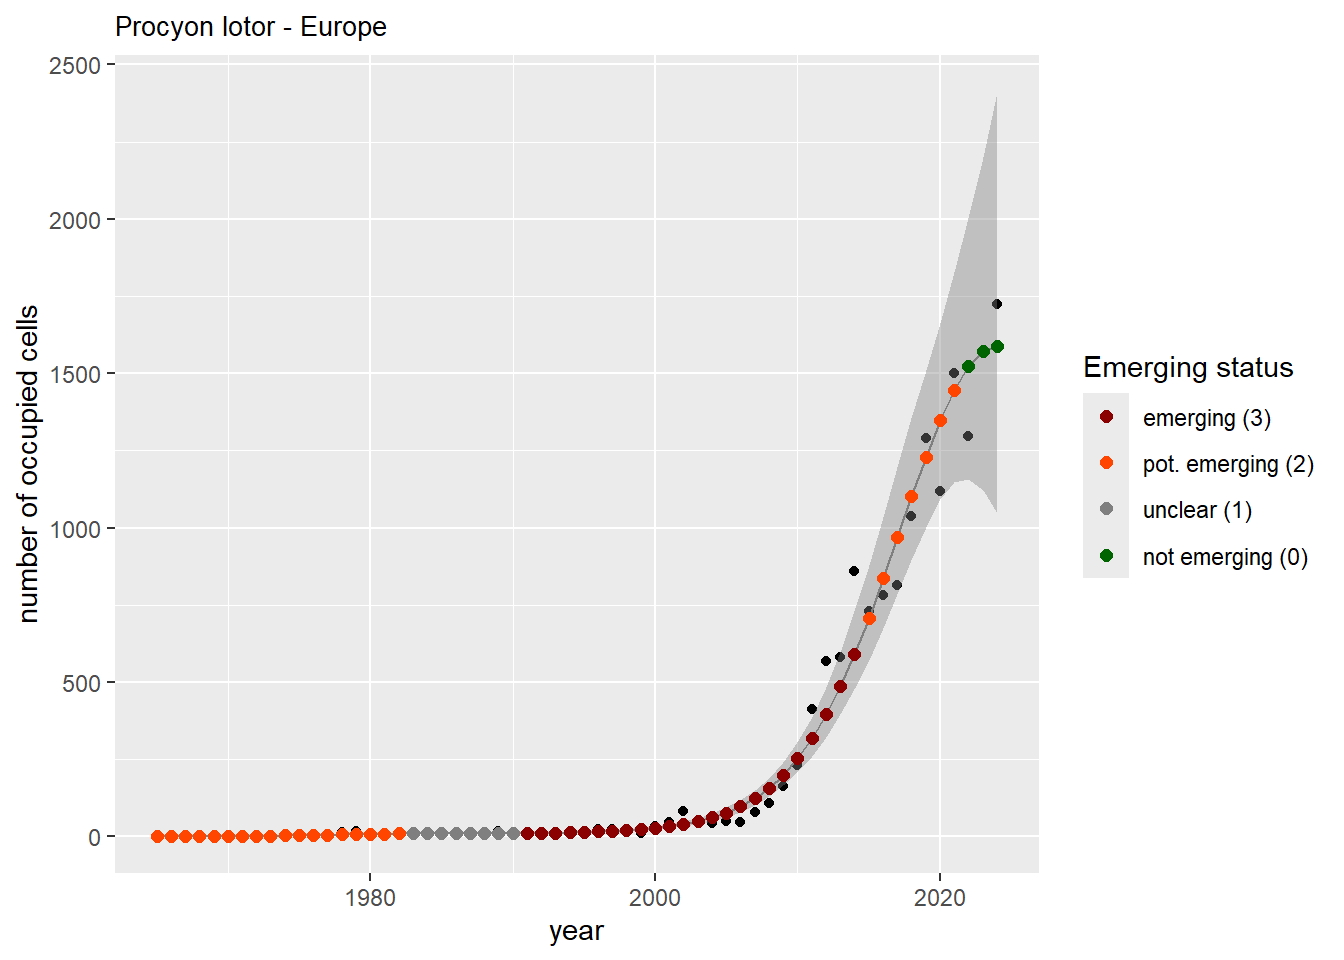 Procyon lotor - Europe
2500
2000
1500
1000
500
0
number of occupied cells
1980 2000 2020
year
Emerging status
emerging (3)
pot. emerging (2)
unclear (1)
not emerging (0)